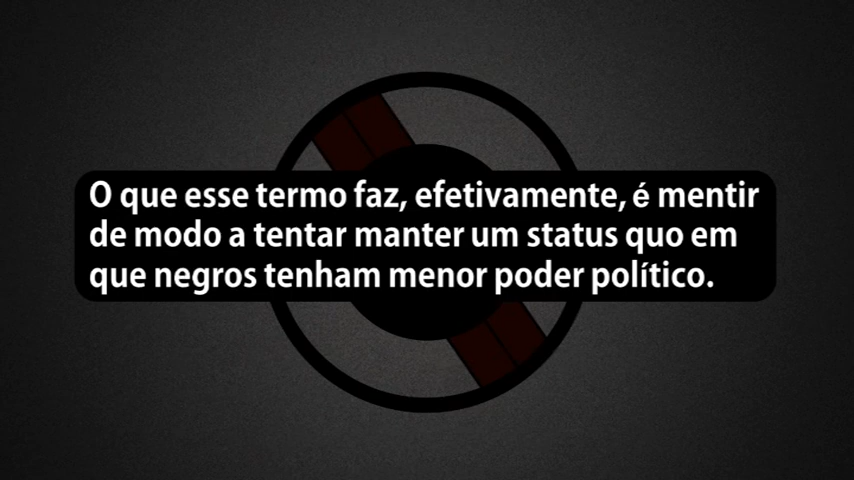 O que esse termo faz, efetivamente, é mentir
de modo a tentar manter um status quo em
que negros tenham menor poder político.